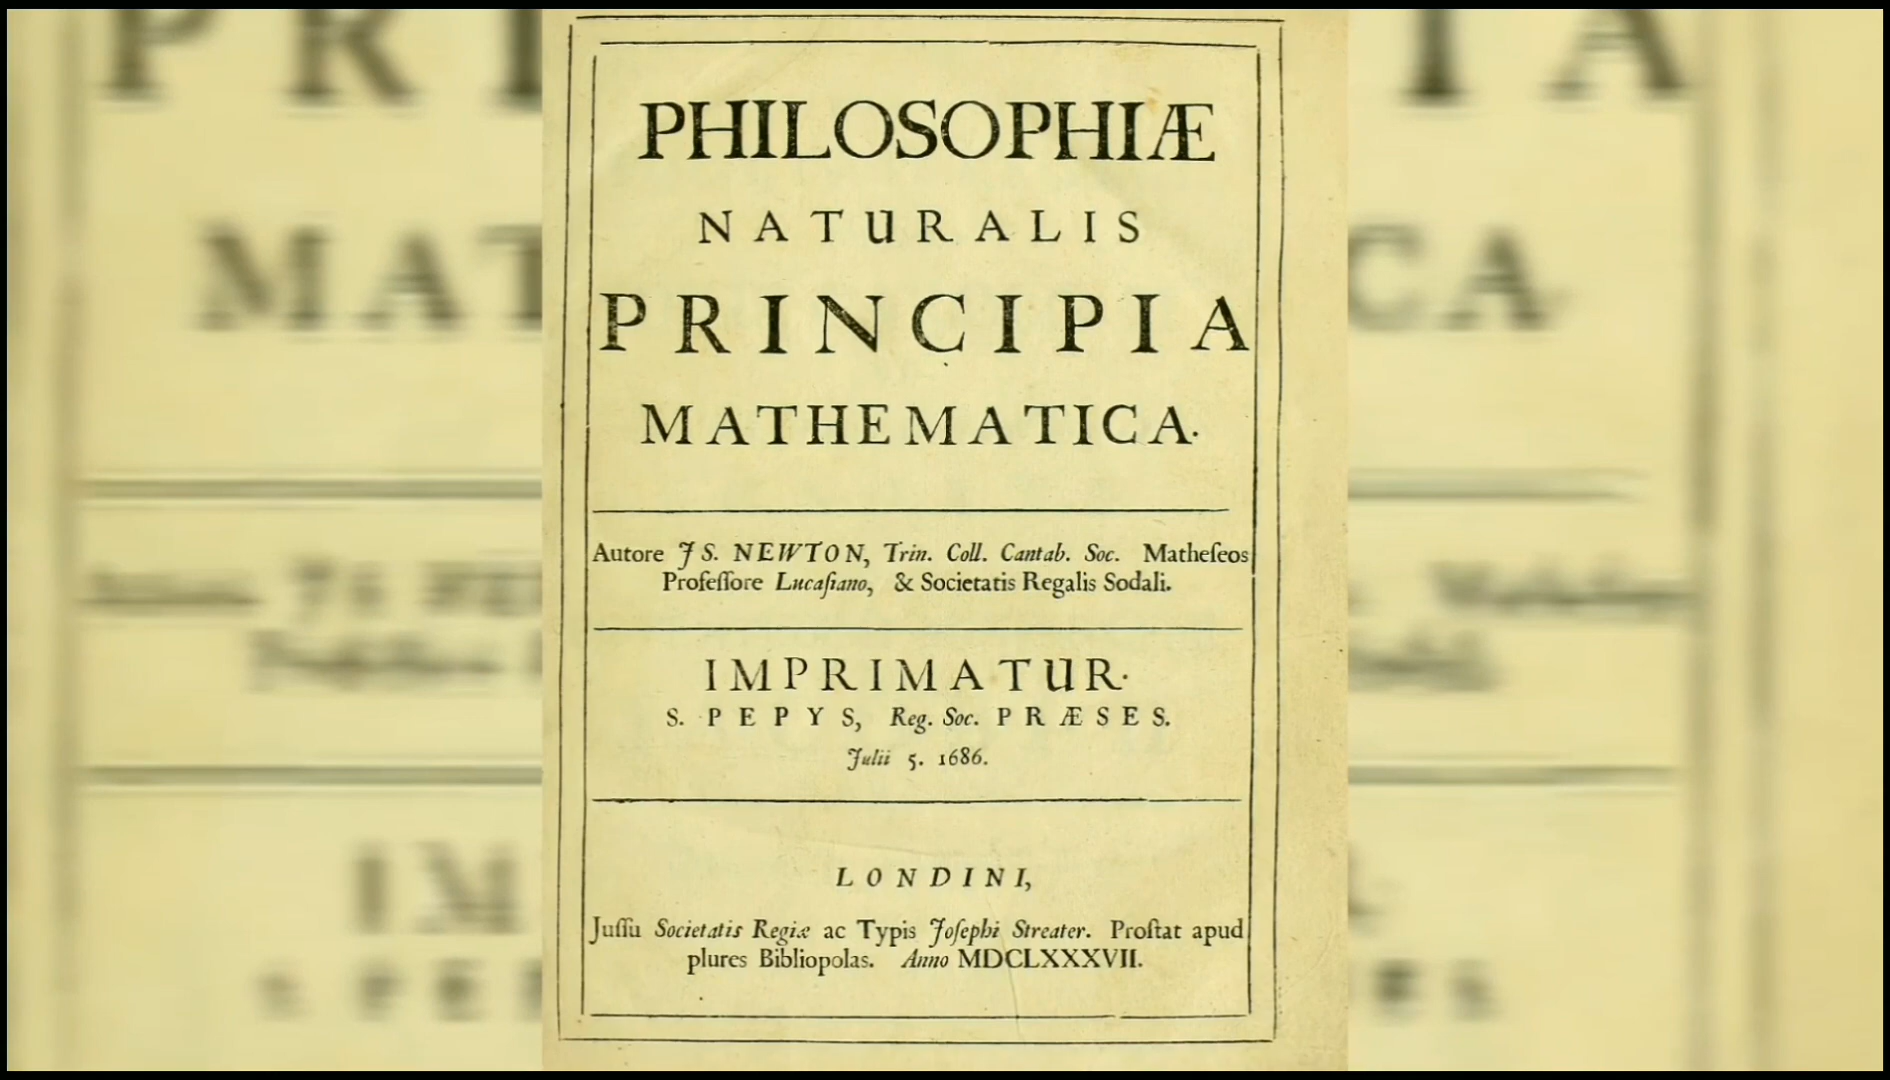 PHILOSOPHIÆ
NATURALIS
PRINCIPIA
MATHEMATICA.
Autore JS. NEWTON, Trin. Coll. Cantab. Soc. Matheſeos
Profeſſore Lucaſiano, & Societatis Regalis Sodali.
IMPRIMATUR.
S. PEPYS, Reg. Soc. PRÆSES.
Julii 5. 1686.
LONDINI,
Juſſu Societatis Regiæ ac Typis Joſephi Streater. Proſtat apud
plures Bibliopolas. Anno MDCLXXXVII.